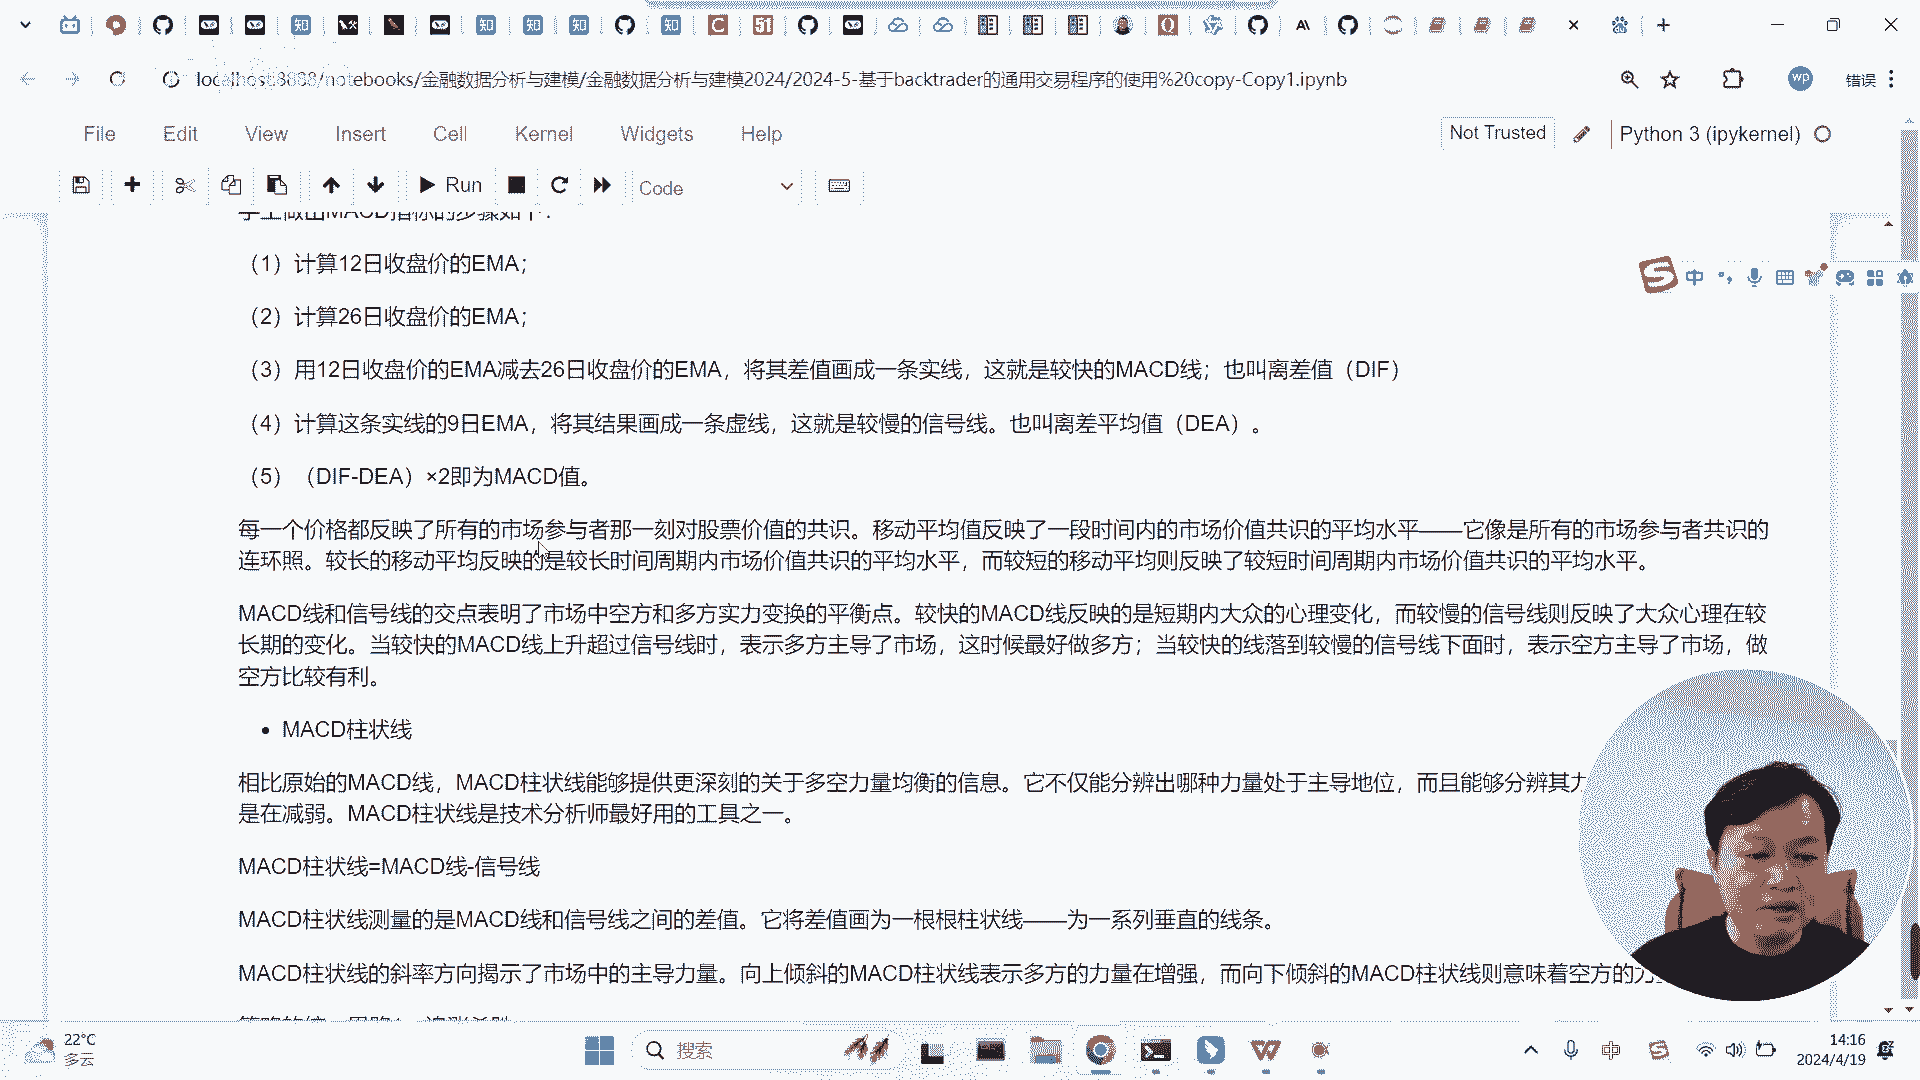 localhost:8888/notebooks/金融数据分析与建模/金融数据分析与建模2024/2024-5-基于backtrader的通用交易程序的使用%20copy-Copy1.ipynb
wp
错误
File Edit View Insert Cell Kernel Widgets Help
Not Trusted
Python 3 (ipykernel)
Run
Code
手工做出MACD指标的步骤如下：
（1）计算12日收盘价的EMA；
（2）计算26日收盘价的EMA；
（3）用12日收盘价的EMA减去26日收盘价的EMA，将其差值画成一条实线，这就是较快的MACD线；也叫离差值（DIF）
（4）计算这条实线的9日EMA，将其结果画成一条虚线，这就是较慢的信号线。也叫离差平均值（DEA）。
（5）（DIF-DEA）×2即为MACD值。
每一个价格都反映了所有的市场参与者那一刻对股票价值的共识。移动平均值反映了一段时间内的市场价值共识的平均水平——它像是所有的市场参与者共识的
连环照。较长的移动平均反映的是较长时间周期内市场价值共识的平均水平，而较短的移动平均则反映了较短时间周期内市场价值共识的平均水平。
MACD线和信号线的交点表明了市场中空方和多方实力变换的平衡点。较快的MACD线反映的是短期内大众的心理变化，而较慢的信号线则反映了大众心理在较
长期的变化。当较快的MACD线上升超过信号线时，表示多方主导了市场，这时候最好做多方；当较快的线落到较慢的信号线下面时，表示空方主导了市场，做
空方比较有利。
• MACD柱状线
相比原始的MACD线，MACD柱状线能够提供更深刻的关于多空力量均衡的信息。它不仅能分辨出哪种力量处于主导地位，而且能够分辨其力
是在减弱。MACD柱状线是技术分析师最好用的工具之一。
MACD柱状线=MACD线-信号线
MACD柱状线测量的是MACD线和信号线之间的差值。它将差值画为一根根柱状线——为一系列垂直的线条。
MACD柱状线的斜率方向揭示了市场中的主导力量。向上倾斜的MACD柱状线表示多方的力量在增强，而向下倾斜的MACD柱状线则意味着空方的力
中
22°C
多云
搜索
中
14:16
2024/4/19